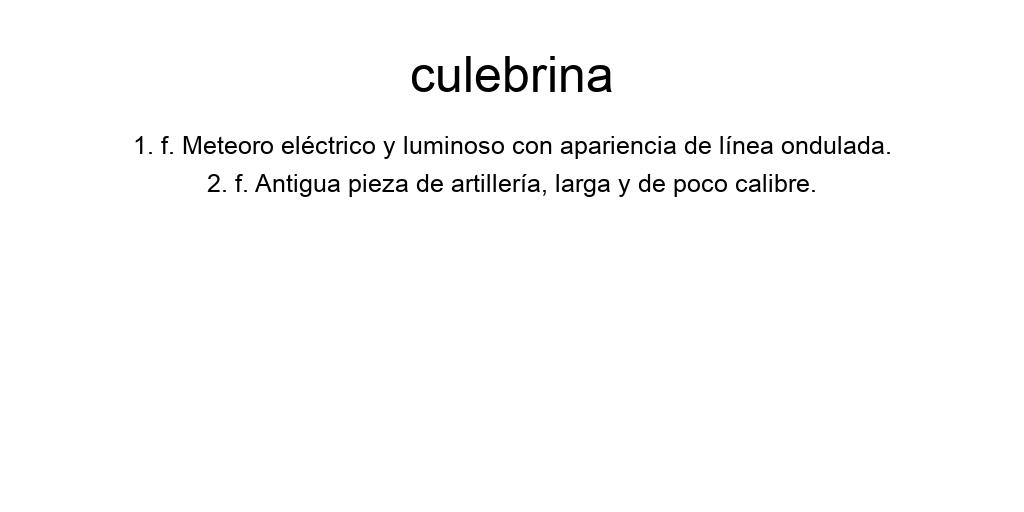 culebrina
1. f. Meteoro eléctrico y luminoso con apariencia de línea ondulada.
2. f. Antigua pieza de artillería, larga y de poco calibre.